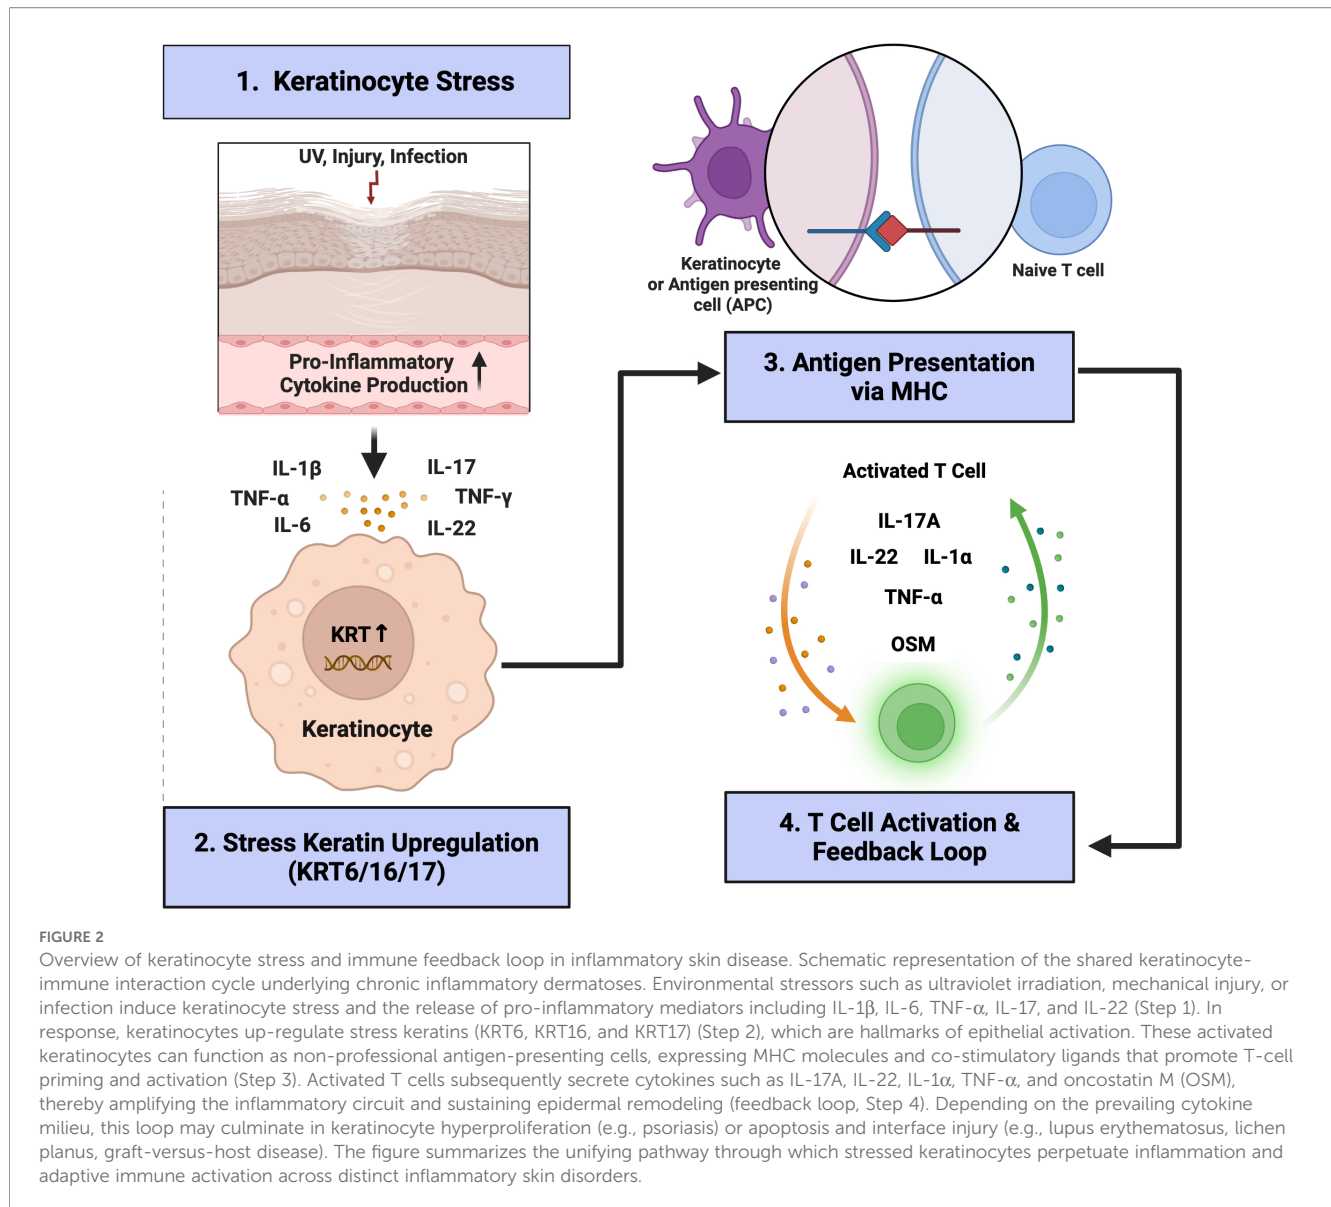 1. Keratinocyte Stress
UV, Injury, Infection
Pro-Inflammatory
Cytokine Production
IL-1β
IL-17
TNF-α
TNF-γ
IL-6
IL-22
KRT
Keratinocyte
2. Stress Keratin Upregulation
(KRT6/16/17)
Keratinocyte
or Antigen presenting
cell (APC)
Naive T cell
3. Antigen Presentation
via MHC
Activated T Cell
IL-17A
IL-22 IL-1α
TNF-α
OSM
4. T Cell Activation &
Feedback Loop
FIGURE 2
Overview of keratinocyte stress and immune feedback loop in inflammatory skin disease. Schematic representation of the shared keratinocyte-
immune interaction cycle underlying chronic inflammatory dermatoses. Environmental stressors such as ultraviolet irradiation, mechanical injury, or
infection induce keratinocyte stress and the release of pro-inflammatory mediators including IL-1β, IL-6, TNF-α, IL-17, and IL-22 (Step 1). In
response, keratinocytes up-regulate stress keratins (KRT6, KRT16, and KRT17) (Step 2), which are hallmarks of epithelial activation. These activated
keratinocytes can function as non-professional antigen-presenting cells, expressing MHC molecules and co-stimulatory ligands that promote T-cell
priming and activation (Step 3). Activated T cells subsequently secrete cytokines such as IL-17A, IL-22, IL-1α, TNF-α, and oncostatin M (OSM),
thereby amplifying the inflammatory circuit and sustaining epidermal remodeling (feedback loop, Step 4). Depending on the prevailing cytokine
milieu, this loop may culminate in keratinocyte hyperproliferation (e.g., psoriasis) or apoptosis and interface injury (e.g., lupus erythematosus, lichen
planus, graft-versus-host disease). The figure summarizes the unifying pathway through which stressed keratinocytes perpetuate inflammation and
adaptive immune activation across distinct inflammatory skin disorders.